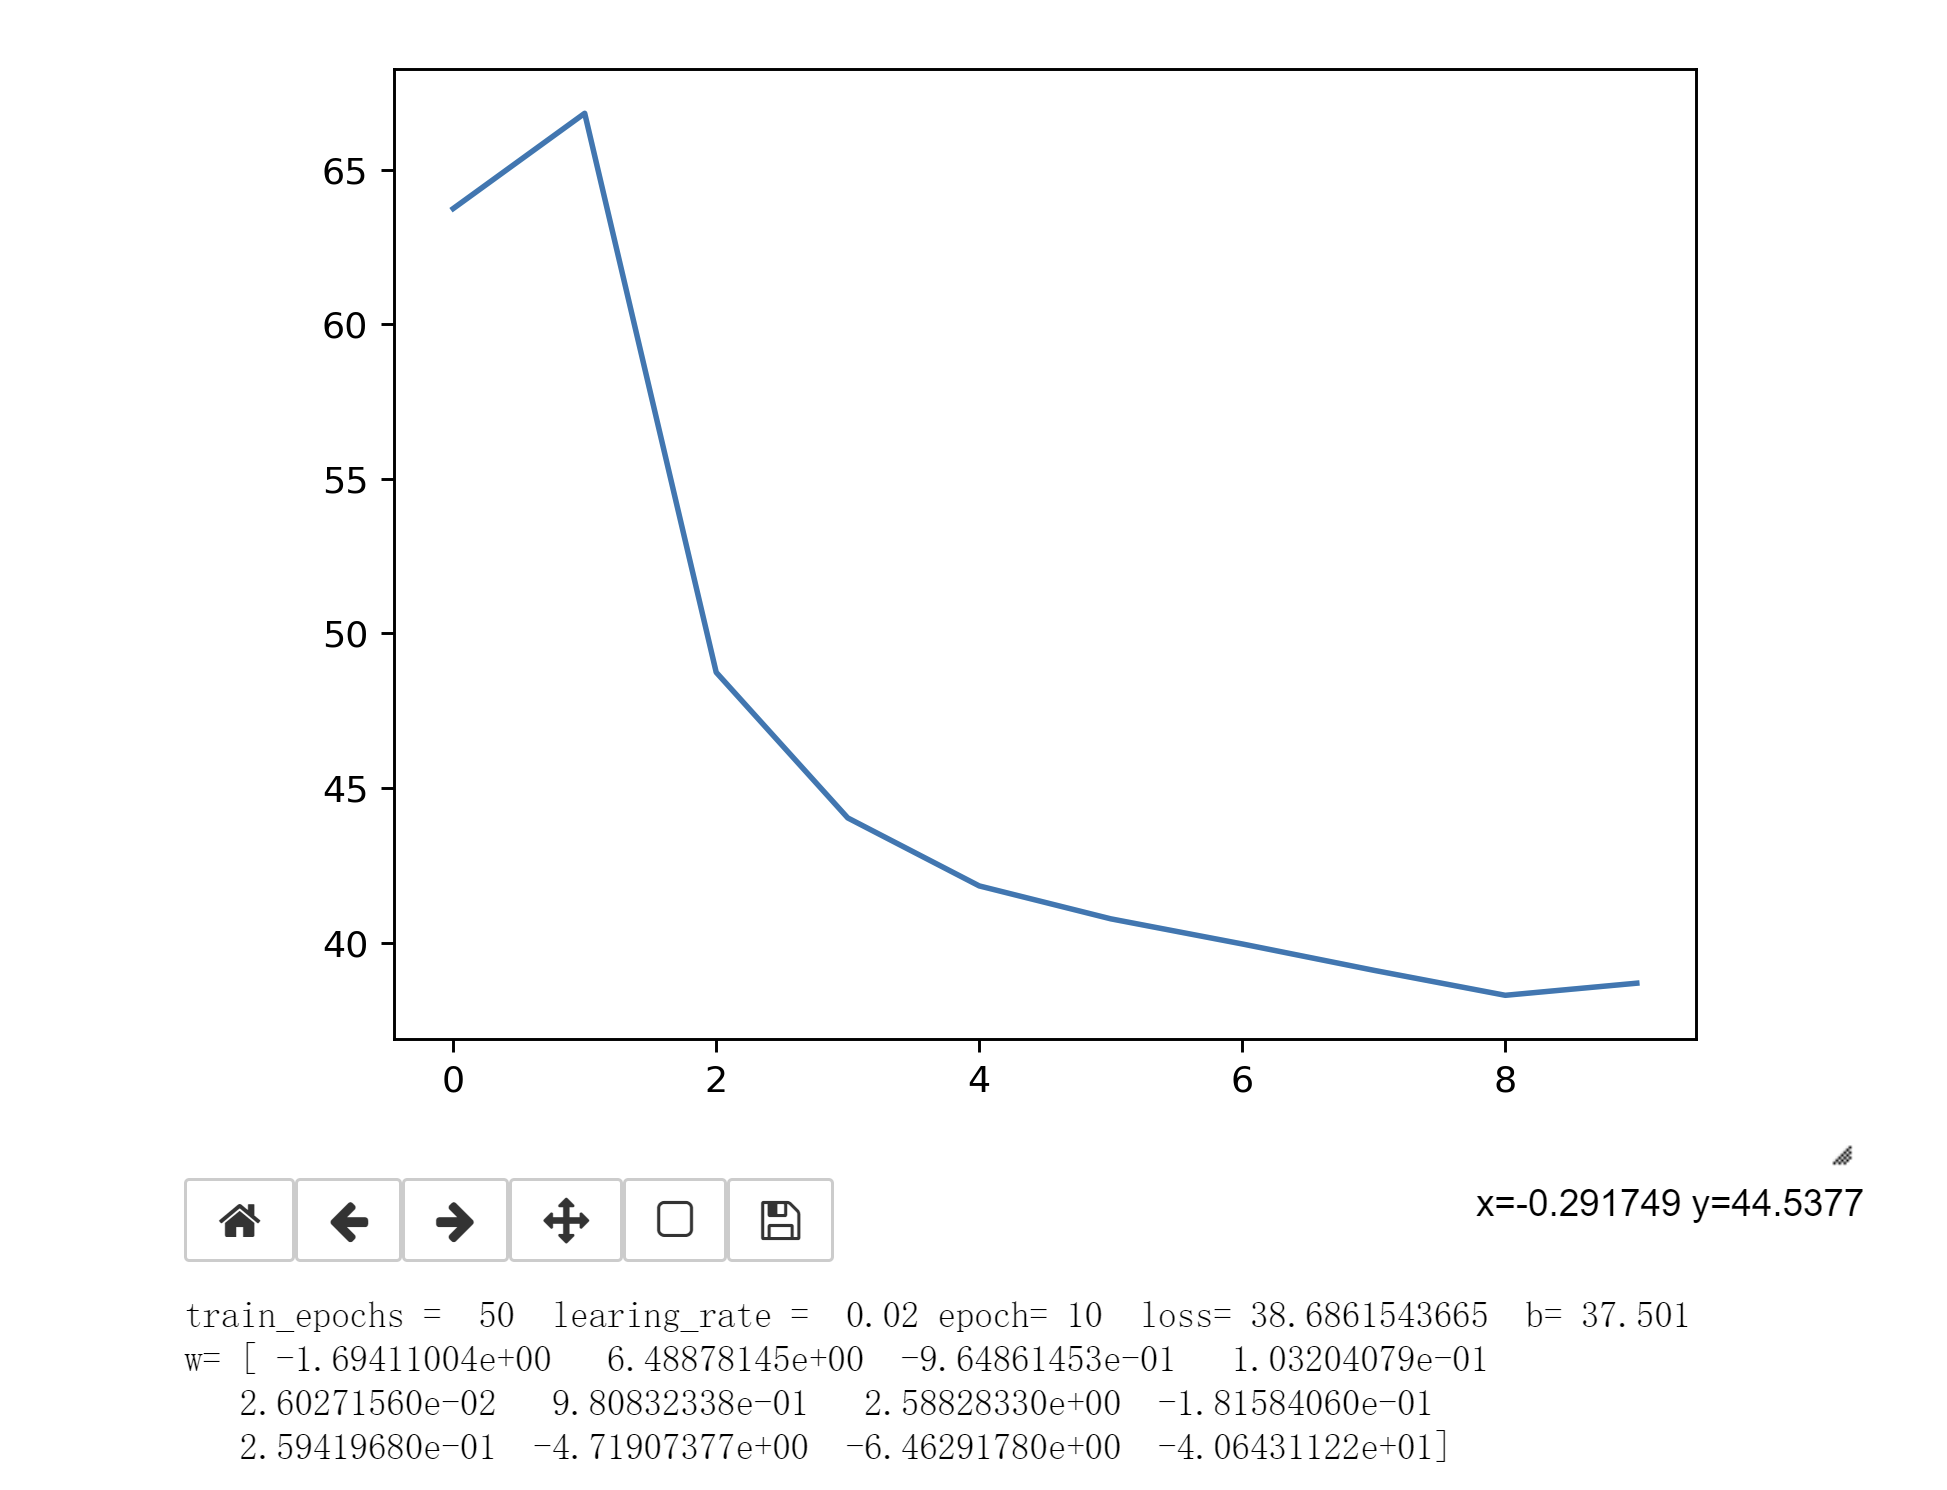 65
60
55
50
45
40
0 2 4 6 8
x=-0.291749 y=44.5377
train_epochs =  50  learing_rate =  0.02 epoch= 10  loss= 38.6861543665  b= 37.501
w= [ -1.69411004e+00   6.48878145e+00  -9.64861453e-01   1.03204079e-01
   2.60271560e-02   9.80832338e-01   2.58828330e+00  -1.81584060e-01
   2.59419680e-01  -4.71907377e+00  -6.46291780e+00  -4.06431122e+01]